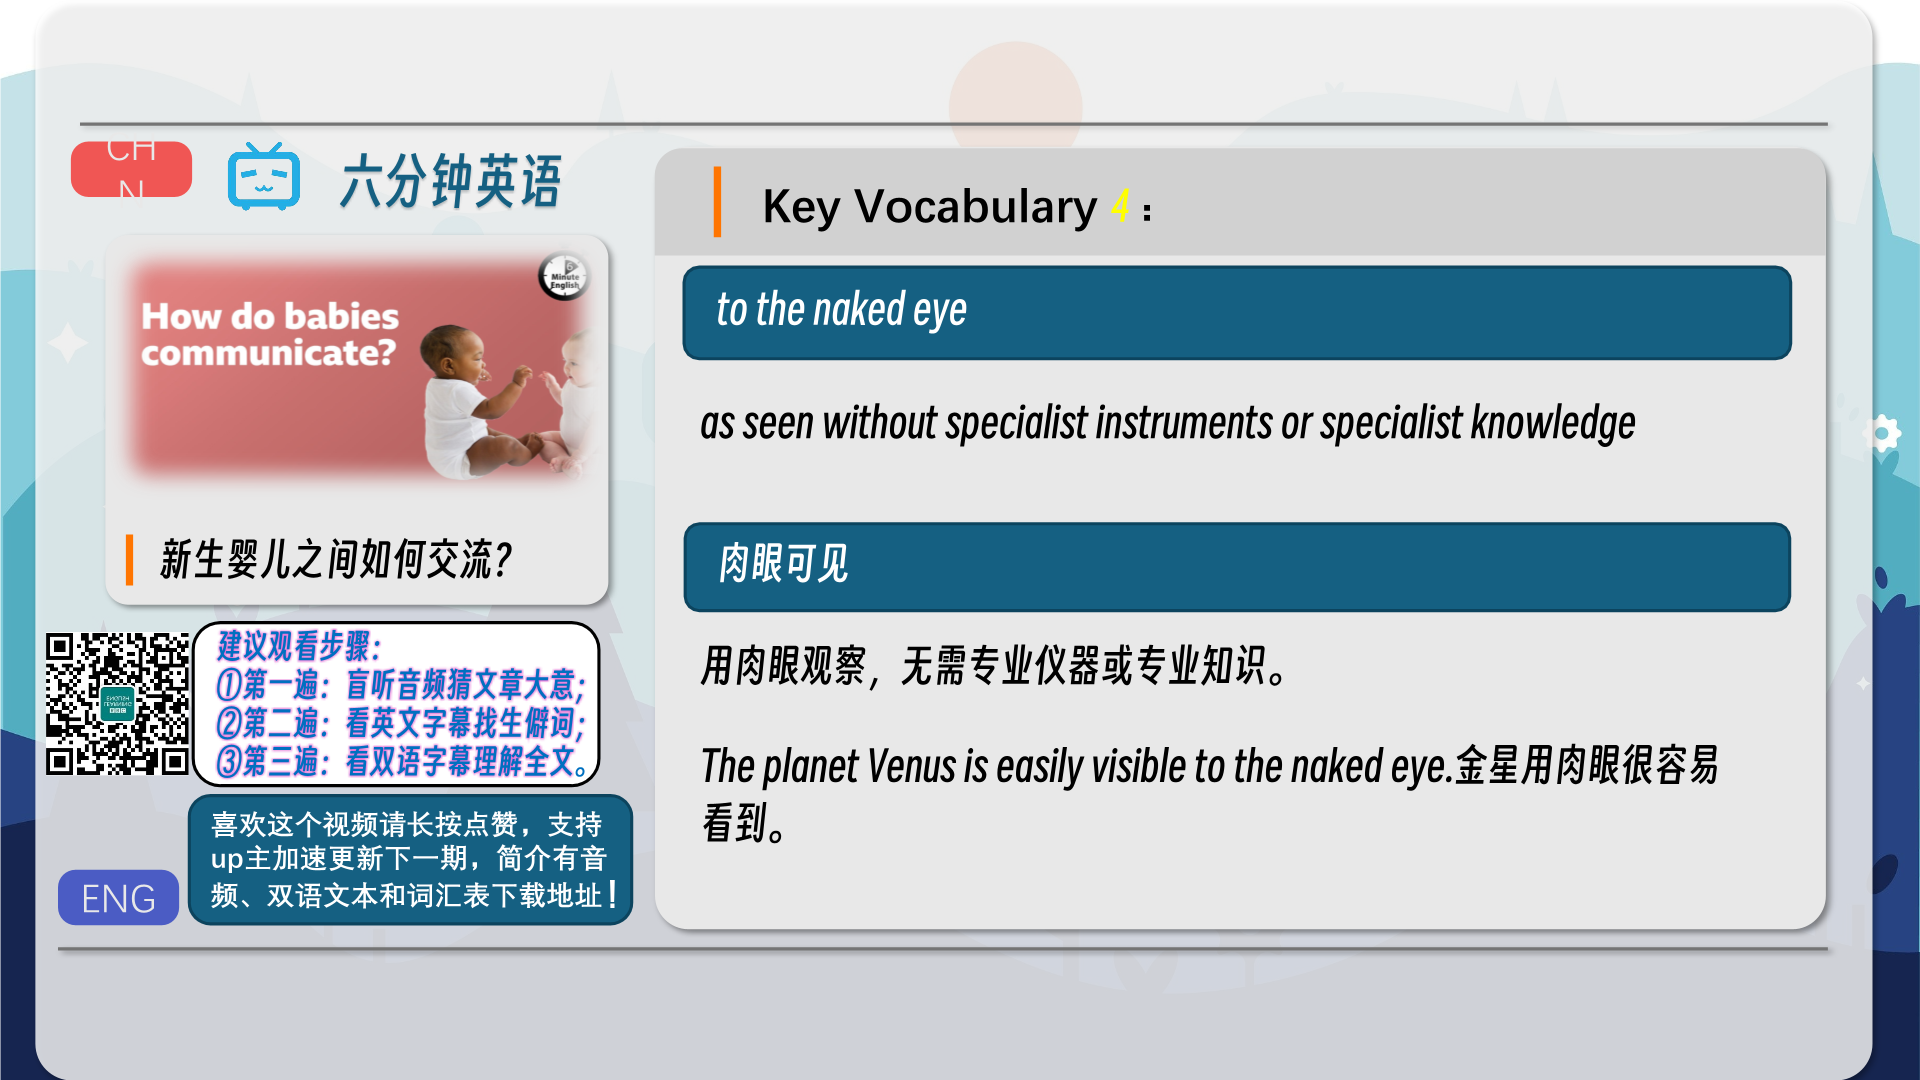 CH
N
六分钟英语
6
Minute
English
How do babies
communicate?
新生婴儿之间如何交流?
建议观看步骤：
①第一遍：盲听音频猜文章大意；
②第二遍：看英文字幕找生僻词；
③第三遍：看双语字幕理解全文。
喜欢这个视频请长按点赞，支持
up主加速更新下一期，简介有音
频、双语文本和词汇表下载地址！
ENG
Key Vocabulary 4：
to the naked eye
as seen without specialist instruments or specialist knowledge
肉眼可见
用肉眼观察，无需专业仪器或专业知识。
The planet Venus is easily visible to the naked eye.金星用肉眼很容易
看到。